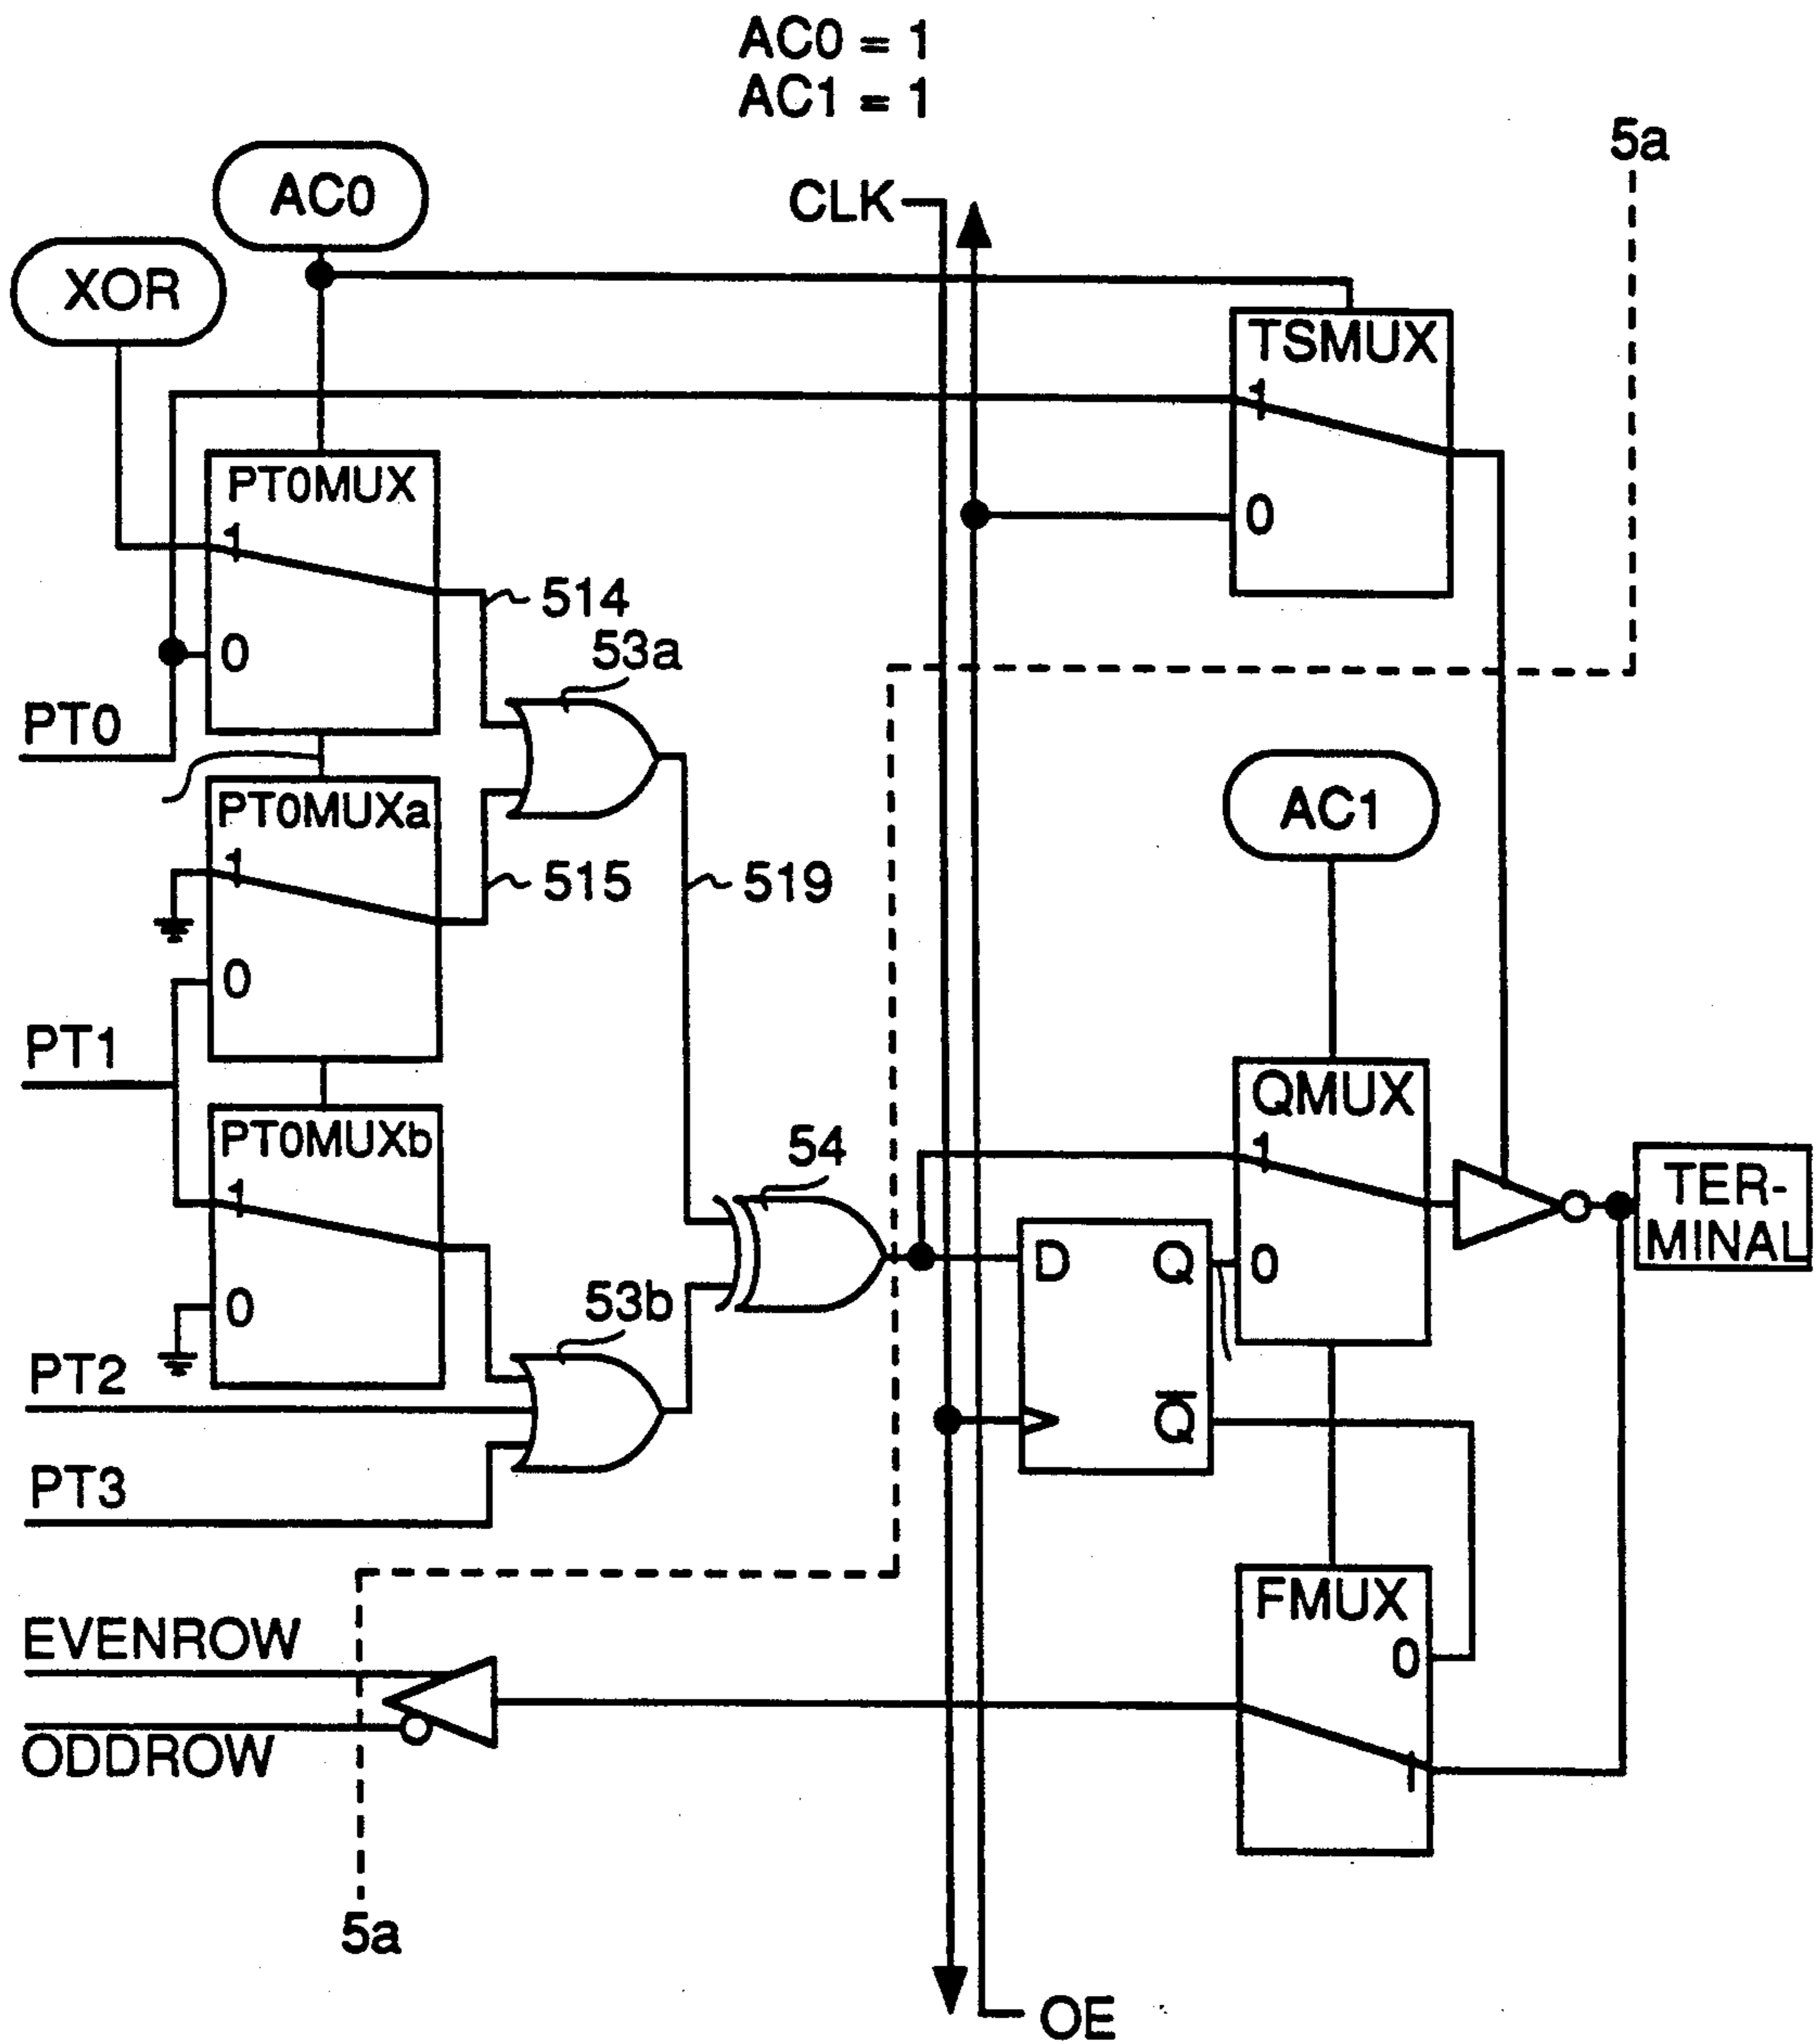 AC0 = 1
AC1 = 1
5a
AC0
CLK
XOR
TSMUX
1
0
PT0MUX
1
0
514
53a
PT0
PT0MUXa
1
0
515
519
AC1
PT1
PT0MUXb
1
0
QMUX
1
0
54
TER-
MINAL
D
Q
Q̅
53b
PT2
PT3
FMUX
0
1
EVENROW
ODDROW
5a
OE